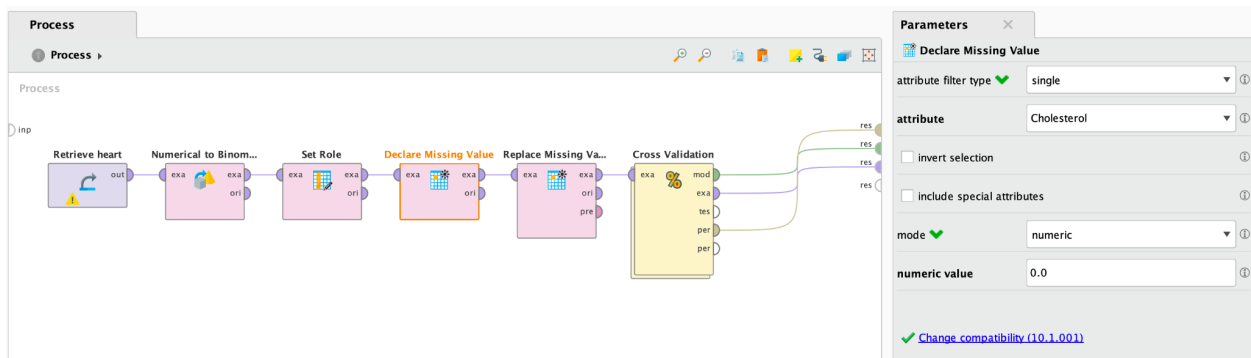 Process
Process
Process
inp
Retrieve heart
out
Numerical to Binom...
exa
exa
ori
Set Role
exa
exa
ori
Declare Missing Value
exa
exa
ori
Replace Missing Va...
exa
exa
ori
pre
Cross Validation
exa
%
mod
exa
tes
per
per
res
res
res
res
Parameters
Declare Missing Value
attribute filter type
single
attribute
Cholesterol
invert selection
include special attributes
mode
numeric
numeric value
0.0
Change compatibility (10.1.001)